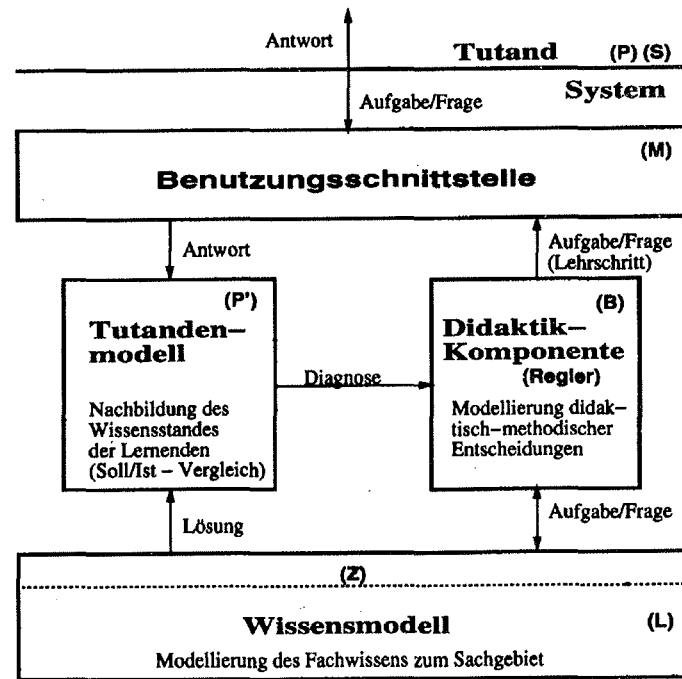 Antwort
Tutand (P) (S)
System
Aufgabe/Frage
(M)
Benutzungsschnittstelle
Antwort
Aufgabe/Frage
(Lehrschritt)
(P')
Tutanden–
modell
Nachbildung des
Wissensstandes
der Lernenden
(Soll/Ist – Vergleich)
Diagnose
(B)
Didaktik–
Komponente
(Regler)
Modellierung didak–
tisch–methodischer
Entscheidungen
Lösung
Aufgabe/Frage
(Z)
Wissensmodell (L)
Modellierung des Fachwissens zum Sachgebiet